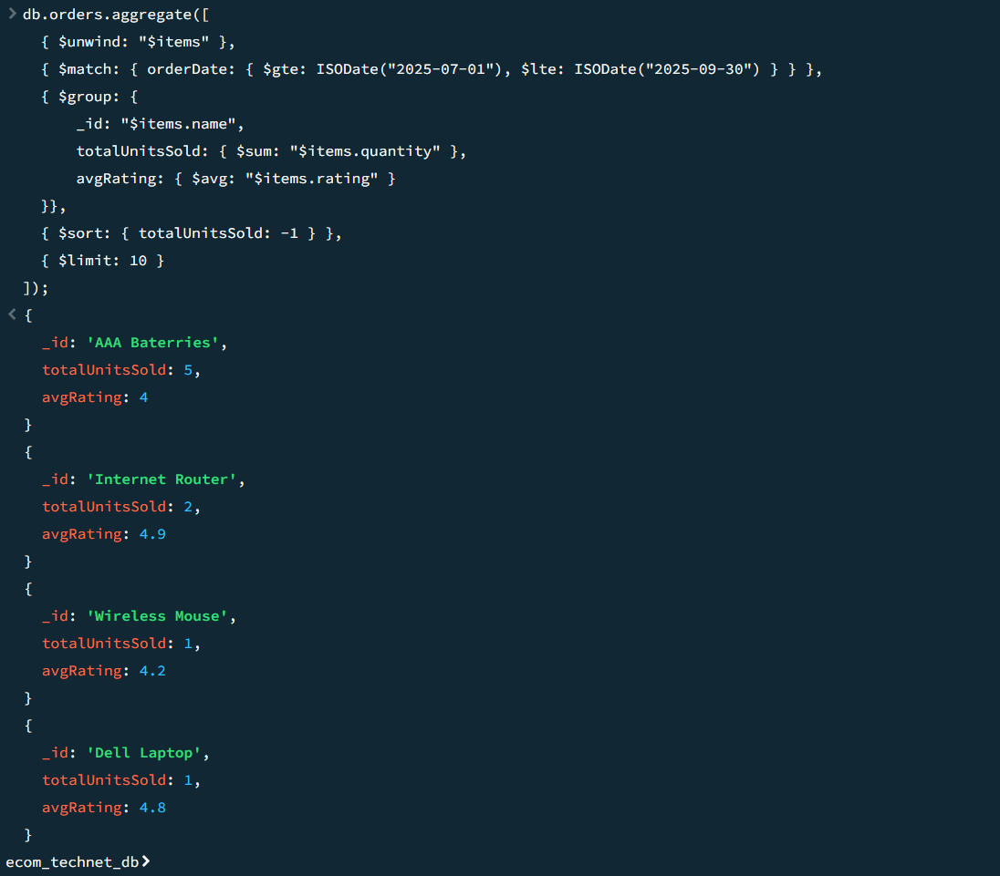 db.orders.aggregate([
{ $unwind: "$items" },
{ $match: { orderDate: { $gte: ISODate("2025-07-01"), $lte: ISODate("2025-09-30") } } },
{ $group: {
_id: "$items.name",
totalUnitsSold: { $sum: "$items.quantity" },
avgRating: { $avg: "$items.rating" }
}},
{ $sort: { totalUnitsSold: -1 } },
{ $limit: 10 }
]);
{
_id: 'AAA Baterries',
totalUnitsSold: 5,
avgRating: 4
}
{
_id: 'Internet Router',
totalUnitsSold: 2,
avgRating: 4.9
}
{
_id: 'Wireless Mouse',
totalUnitsSold: 1,
avgRating: 4.2
}
{
_id: 'Dell Laptop',
totalUnitsSold: 1,
avgRating: 4.8
}
ecom_technet_db>